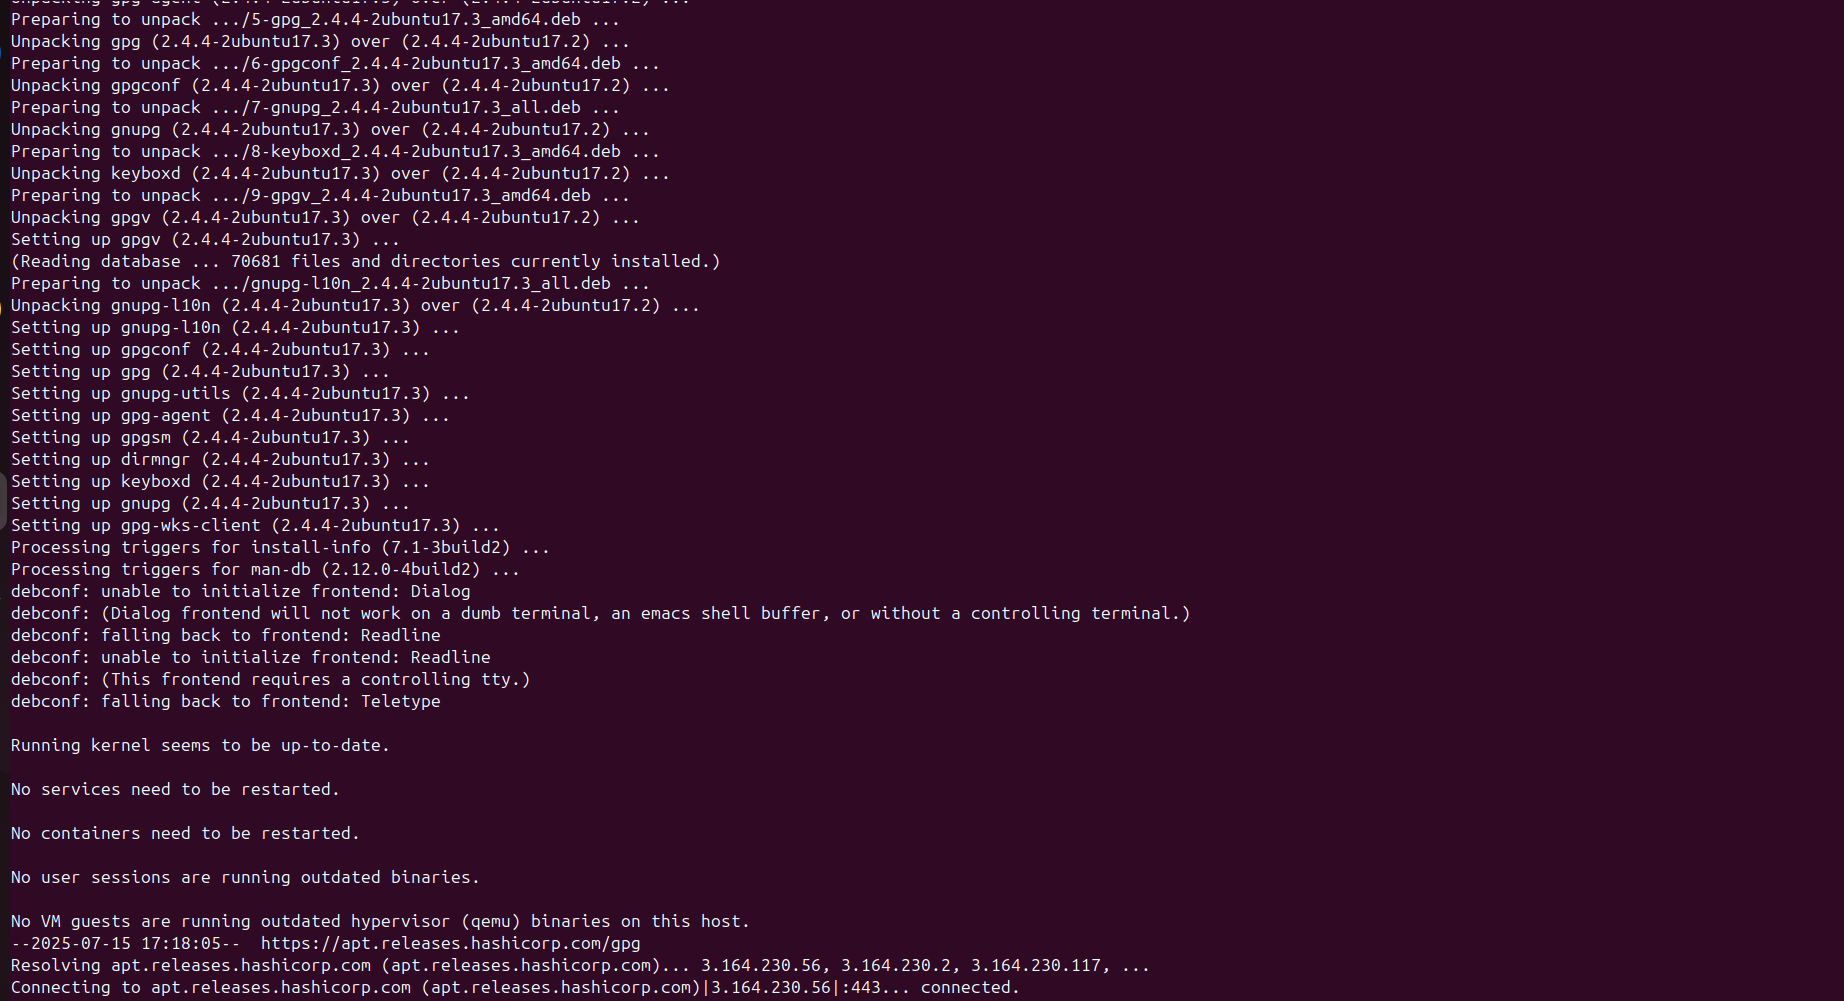 Unpacking gpg-agent (2.4.4-2ubuntu17.3) over (2.4.4-2ubuntu17.2) ...
Preparing to unpack .../5-gpg_2.4.4-2ubuntu17.3_amd64.deb ...
Unpacking gpg (2.4.4-2ubuntu17.3) over (2.4.4-2ubuntu17.2) ...
Preparing to unpack .../6-gpgconf_2.4.4-2ubuntu17.3_amd64.deb ...
Unpacking gpgconf (2.4.4-2ubuntu17.3) over (2.4.4-2ubuntu17.2) ...
Preparing to unpack .../7-gnupg_2.4.4-2ubuntu17.3_all.deb ...
Unpacking gnupg (2.4.4-2ubuntu17.3) over (2.4.4-2ubuntu17.2) ...
Preparing to unpack .../8-keyboxd_2.4.4-2ubuntu17.3_amd64.deb ...
Unpacking keyboxd (2.4.4-2ubuntu17.3) over (2.4.4-2ubuntu17.2) ...
Preparing to unpack .../9-gpgv_2.4.4-2ubuntu17.3_amd64.deb ...
Unpacking gpgv (2.4.4-2ubuntu17.3) over (2.4.4-2ubuntu17.2) ...
Setting up gpgv (2.4.4-2ubuntu17.3) ...
(Reading database ... 70681 files and directories currently installed.)
Preparing to unpack .../gnupg-l10n_2.4.4-2ubuntu17.3_all.deb ...
Unpacking gnupg-l10n (2.4.4-2ubuntu17.3) over (2.4.4-2ubuntu17.2) ...
Setting up gnupg-l10n (2.4.4-2ubuntu17.3) ...
Setting up gpgconf (2.4.4-2ubuntu17.3) ...
Setting up gpg (2.4.4-2ubuntu17.3) ...
Setting up gnupg-utils (2.4.4-2ubuntu17.3) ...
Setting up gpg-agent (2.4.4-2ubuntu17.3) ...
Setting up gpgsm (2.4.4-2ubuntu17.3) ...
Setting up dirmngr (2.4.4-2ubuntu17.3) ...
Setting up keyboxd (2.4.4-2ubuntu17.3) ...
Setting up gnupg (2.4.4-2ubuntu17.3) ...
Setting up gpg-wks-client (2.4.4-2ubuntu17.3) ...
Processing triggers for install-info (7.1-3build2) ...
Processing triggers for man-db (2.12.0-4build2) ...
debconf: unable to initialize frontend: Dialog
debconf: (Dialog frontend will not work on a dumb terminal, an emacs shell buffer, or without a controlling terminal.)
debconf: falling back to frontend: Readline
debconf: unable to initialize frontend: Readline
debconf: (This frontend requires a controlling tty.)
debconf: falling back to frontend: Teletype
Running kernel seems to be up-to-date.
No services need to be restarted.
No containers need to be restarted.
No user sessions are running outdated binaries.
No VM guests are running outdated hypervisor (qemu) binaries on this host.
--2025-07-15 17:18:05--  https://apt.releases.hashicorp.com/gpg
Resolving apt.releases.hashicorp.com (apt.releases.hashicorp.com)... 3.164.230.56, 3.164.230.2, 3.164.230.117, ...
Connecting to apt.releases.hashicorp.com (apt.releases.hashicorp.com)|3.164.230.56|:443... connected.